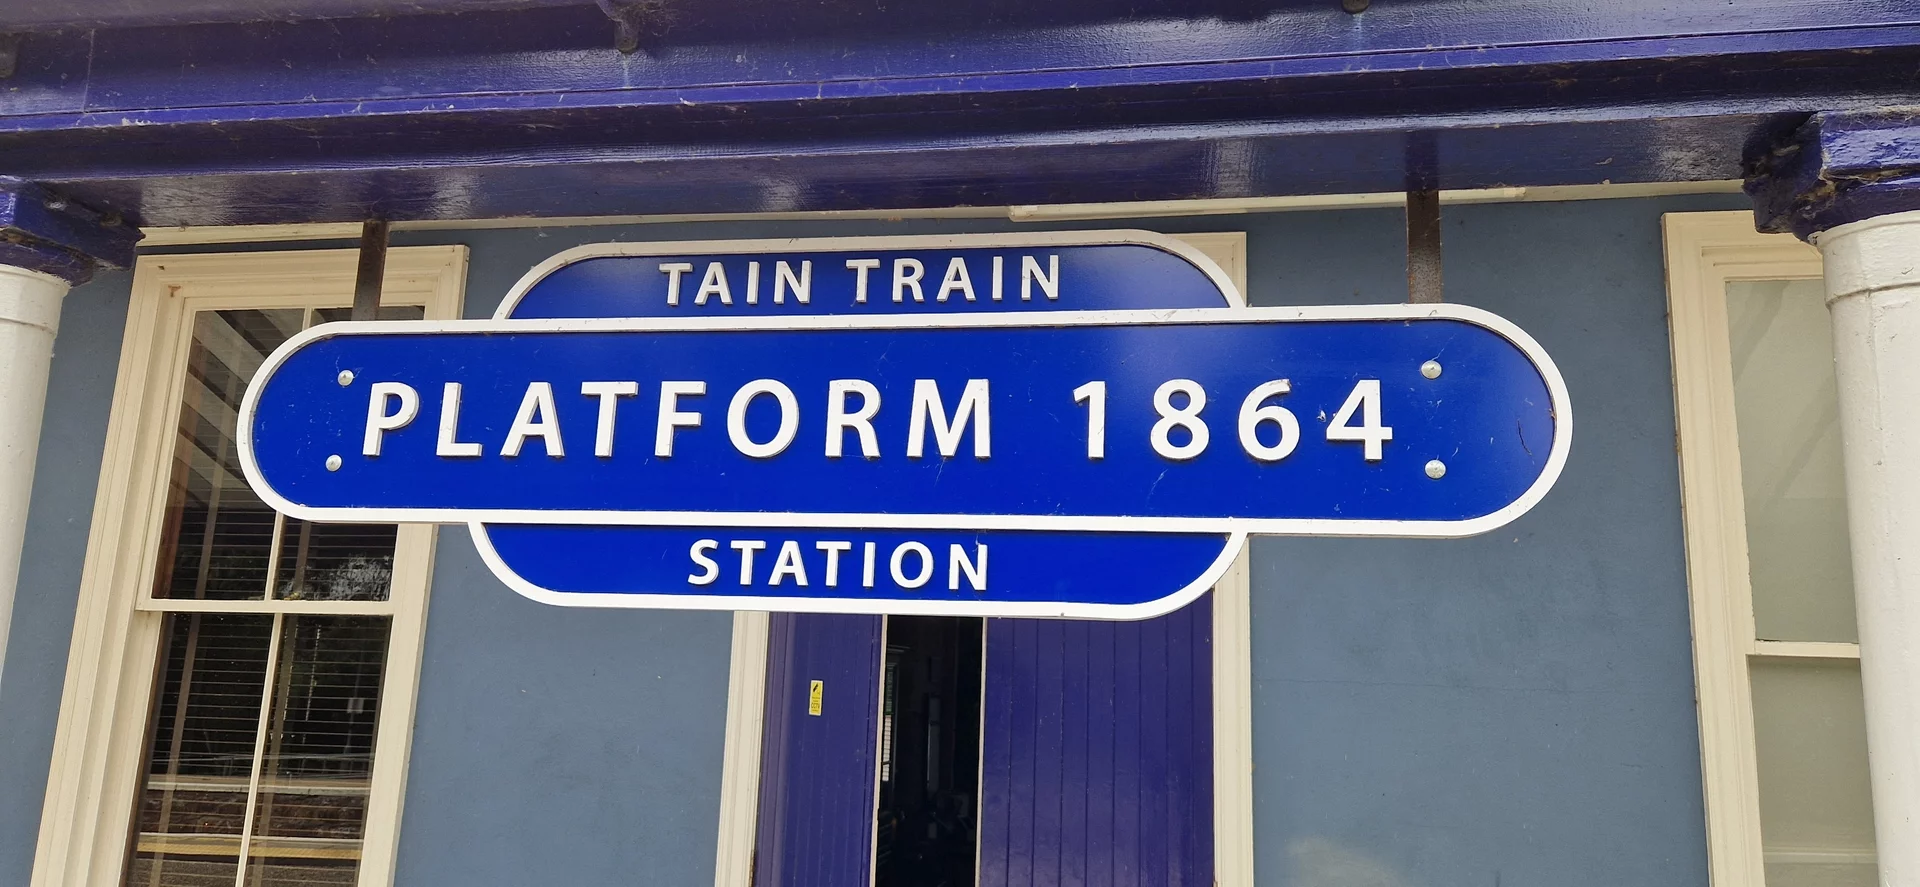 TAIN TRAIN
PLATFORM 1864
STATION